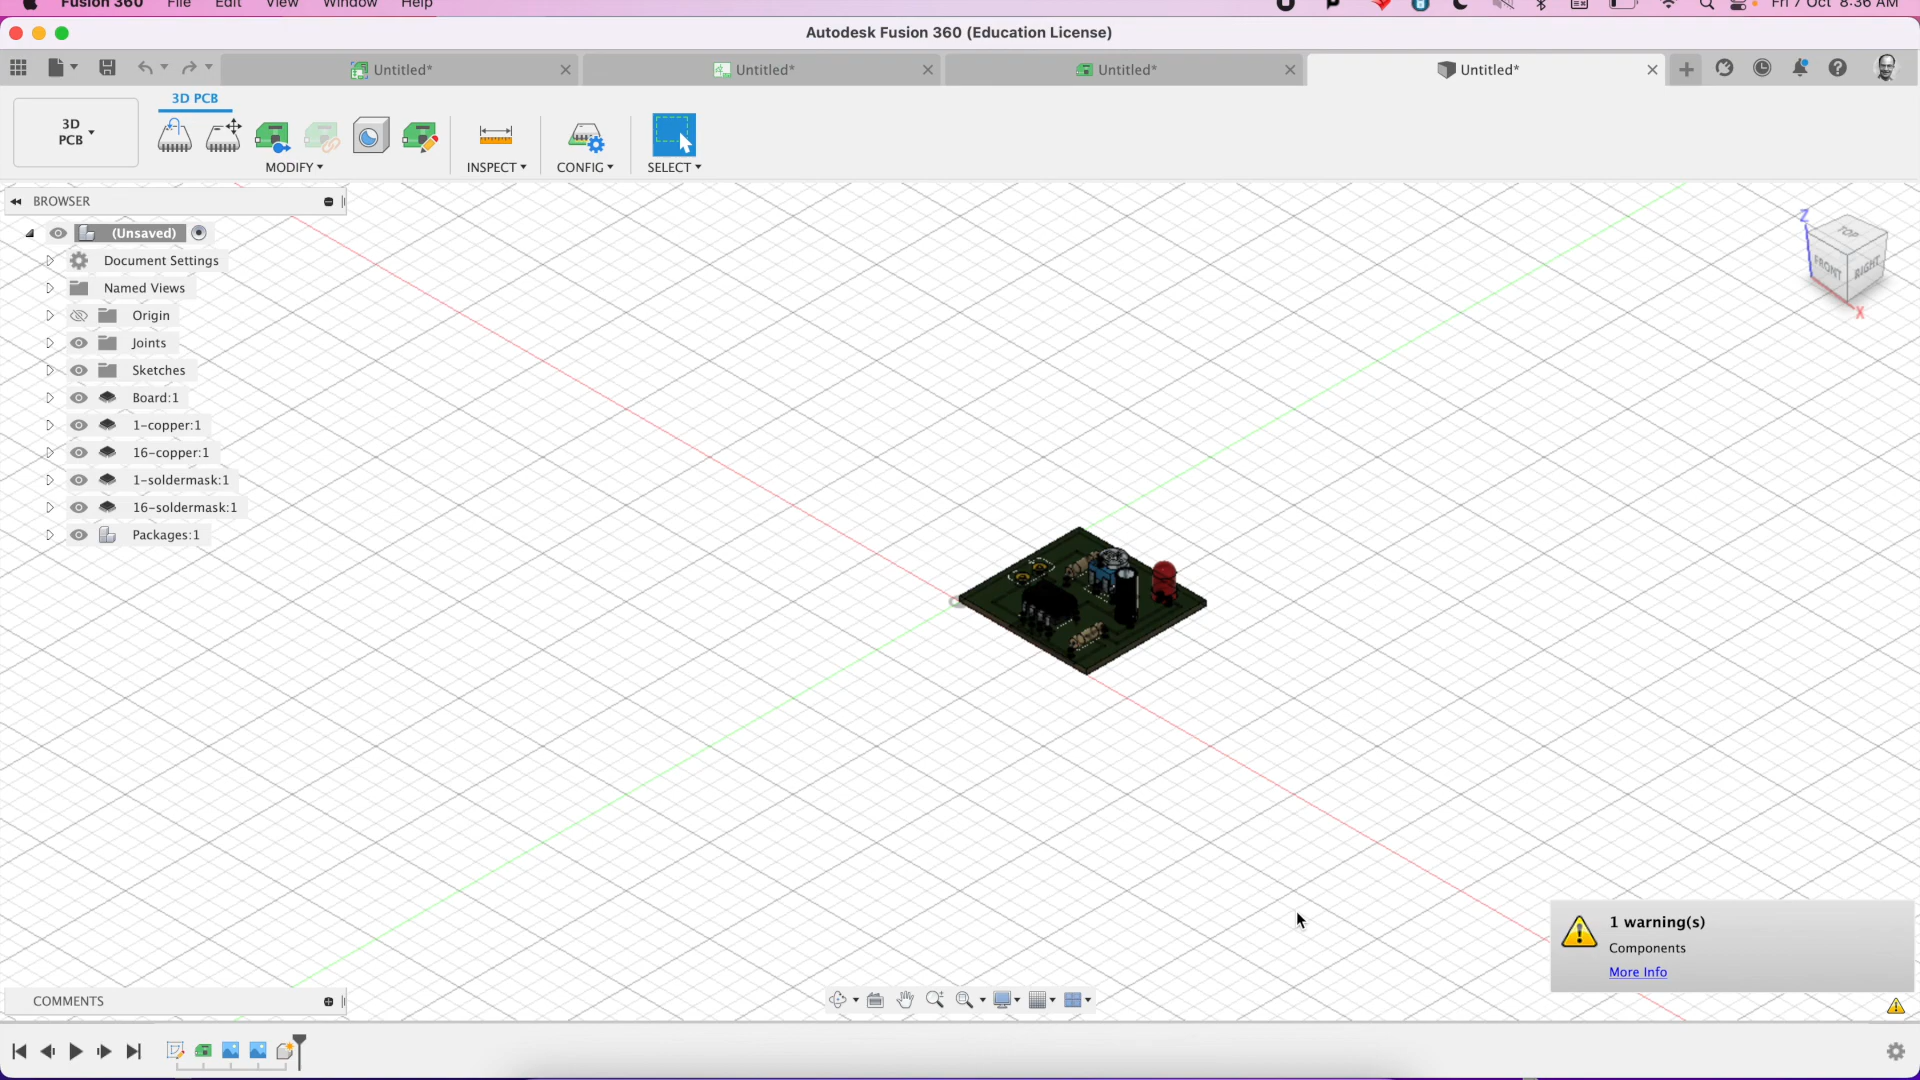 Fusion 360 File Edit View Window Help Fri 7 Oct 8:36 AM
Autodesk Fusion 360 (Education License)
Untitled* Untitled* Untitled* Untitled*
3D PCB
3D
PCB
MODIFY INSPECT CONFIG SELECT
BROWSER
(Unsaved)
Document Settings
Named Views
Origin
Joints
Sketches
Board:1
1-copper:1
16-copper:1
1-soldermask:1
16-soldermask:1
Packages:1
Z
TOP
FRONT RIGHT
X
1 warning(s)
Components
More Info
COMMENTS